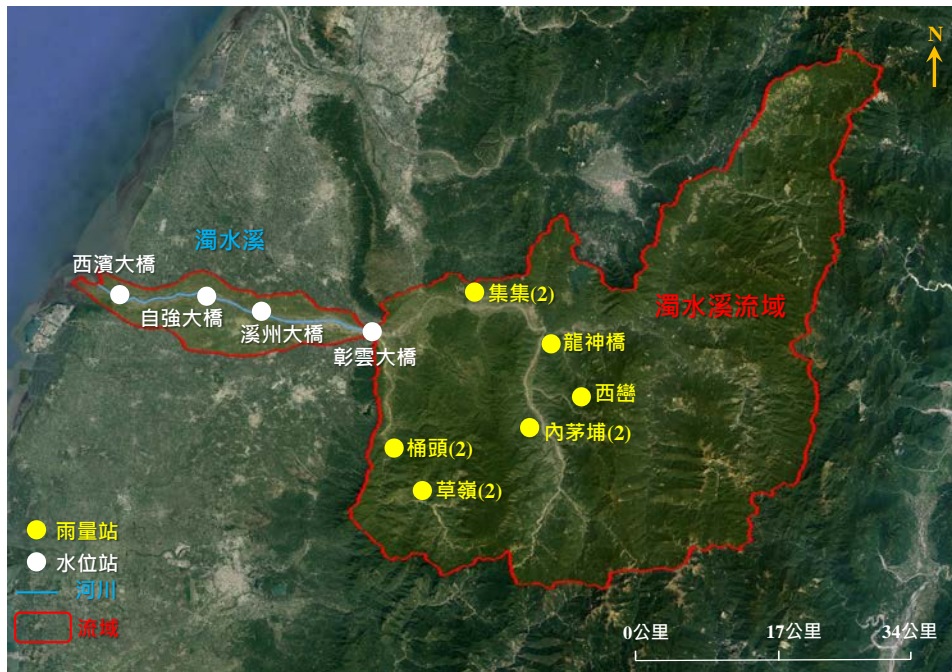 N
濁水溪
西濱大橋
自強大橋
溪州大橋
彰雲大橋
集集(2)
濁水溪流域
龍神橋
西巒
內茅埔(2)
桶頭(2)
草嶺(2)
雨量站
水位站
河川
流域
0公里
17公里
34公里